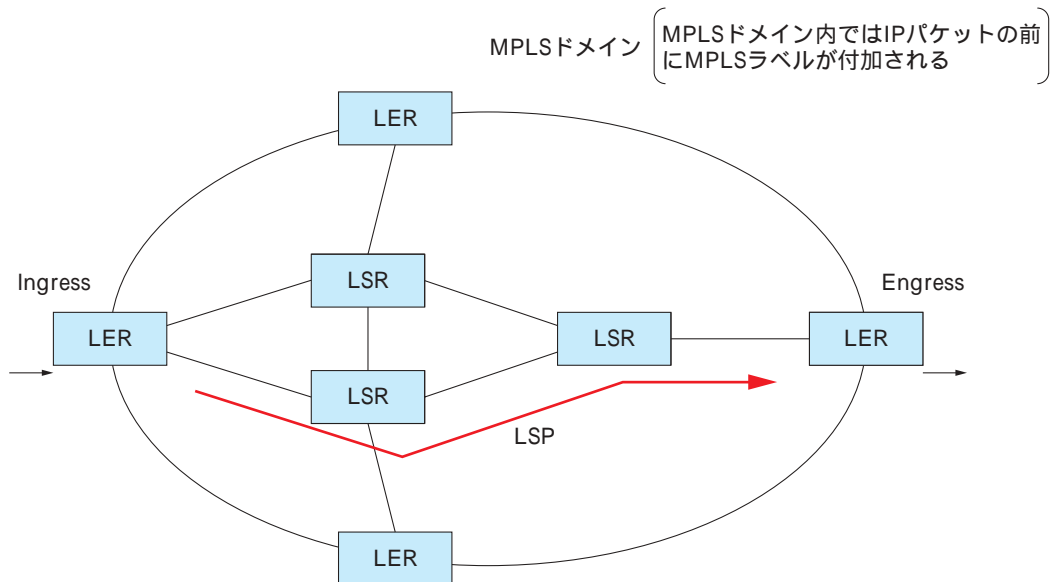 MPLSドメイン
MPLSドメイン内ではIPパケットの前
にMPLSラベルが付加される
LER
Ingress
LSR
Engress
LER
LSR
LER
LSR
LSP
LER